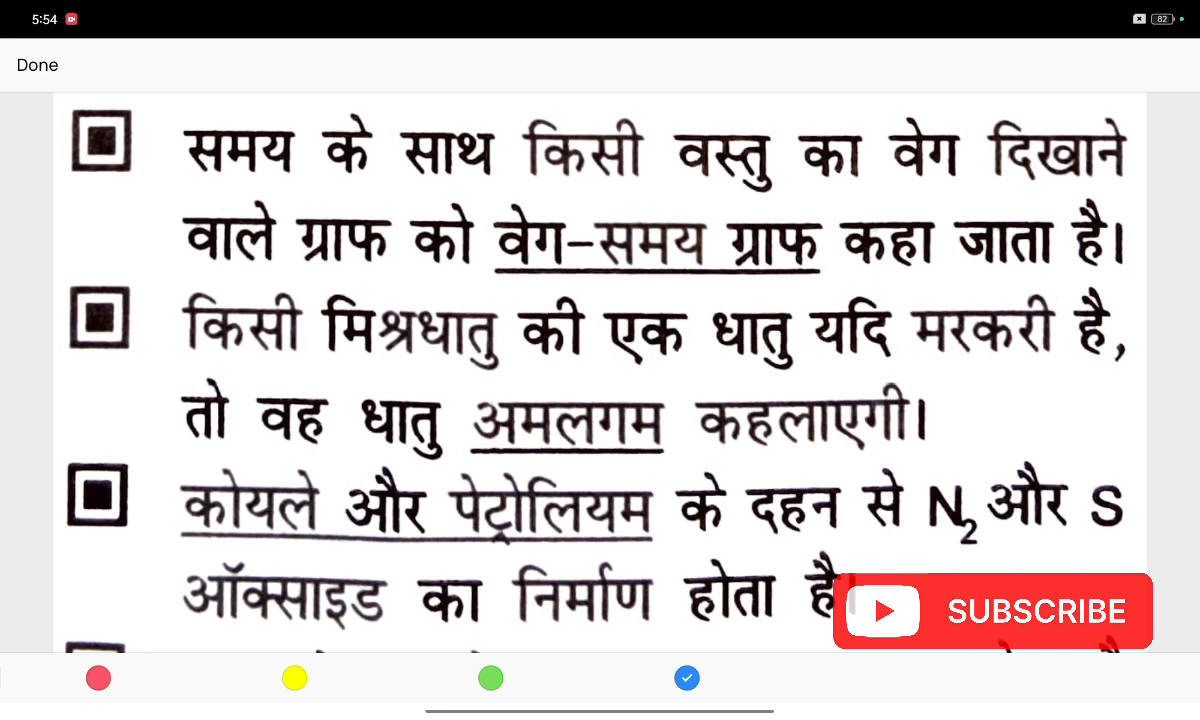 5:54
82
Done
समय के साथ किसी वस्तु का वेग दिखाने
वाले ग्राफ को वेग-समय ग्राफ कहा जाता है।
किसी मिश्रधातु की एक धातु यदि मरकरी है,
तो वह धातु अमलगम कहलाएगी।
कोयले और पेट्रोलियम के दहन से N₂ और S
ऑक्साइड का निर्माण होता है।
SUBSCRIBE